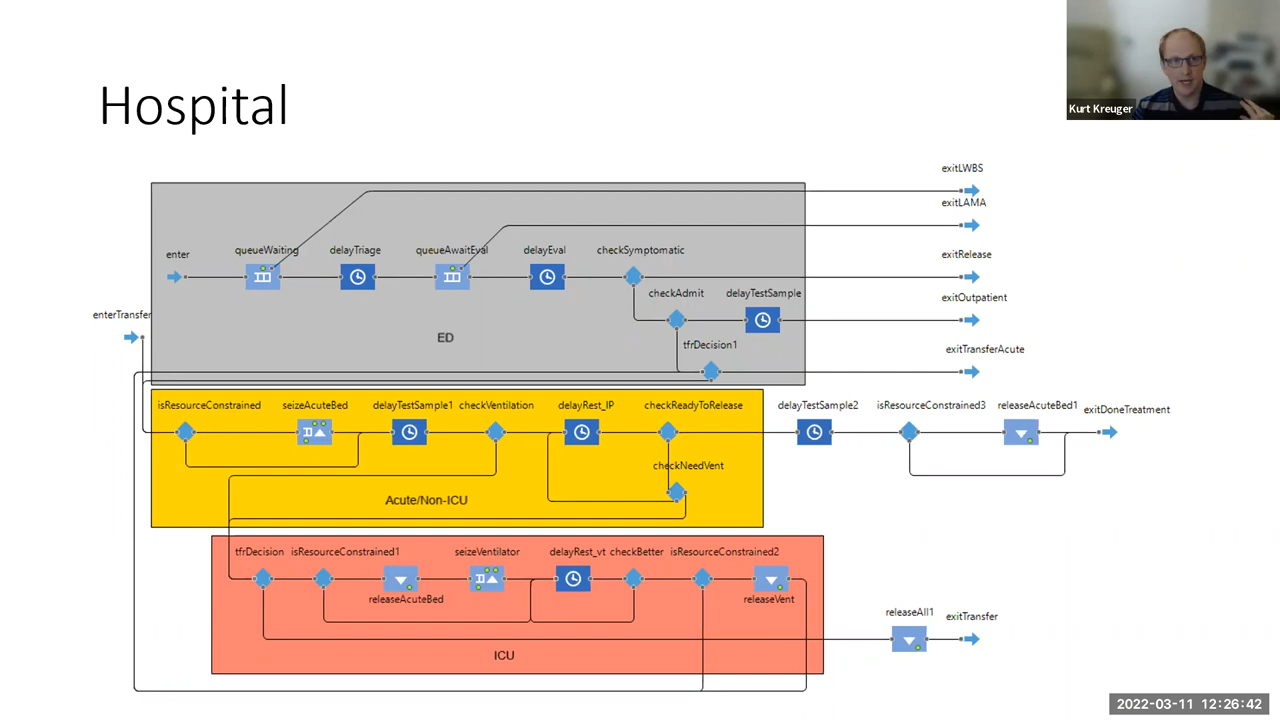 Kurt Kreuger
Hospital
exitLWBS
exitLAMA
enter
queueWaiting
delayTriage
queueAwaitEval
delayEval
checkSymptomatic
exitRelease
checkAdmit
delayTestSample
exitOutpatient
enterTransfer
ED
tfrDecision1
exitTransferAcute
isResourceConstrained
seizeAcuteBed
delayTestSample1
checkVentilation
delayRest_IP
checkReadyToRelease
delayTestSample2
isResourceConstrained3
releaseAcuteBed1
exitDoneTreatment
checkNeedVent
Acute/Non-ICU
tfrDecision
isResourceConstrained1
seizeVentilator
delayRest_vt
checkBetter
isResourceConstrained2
releaseAcuteBed
releaseVent
releaseAll1
exitTransfer
ICU
2022-03-11 12:26:42